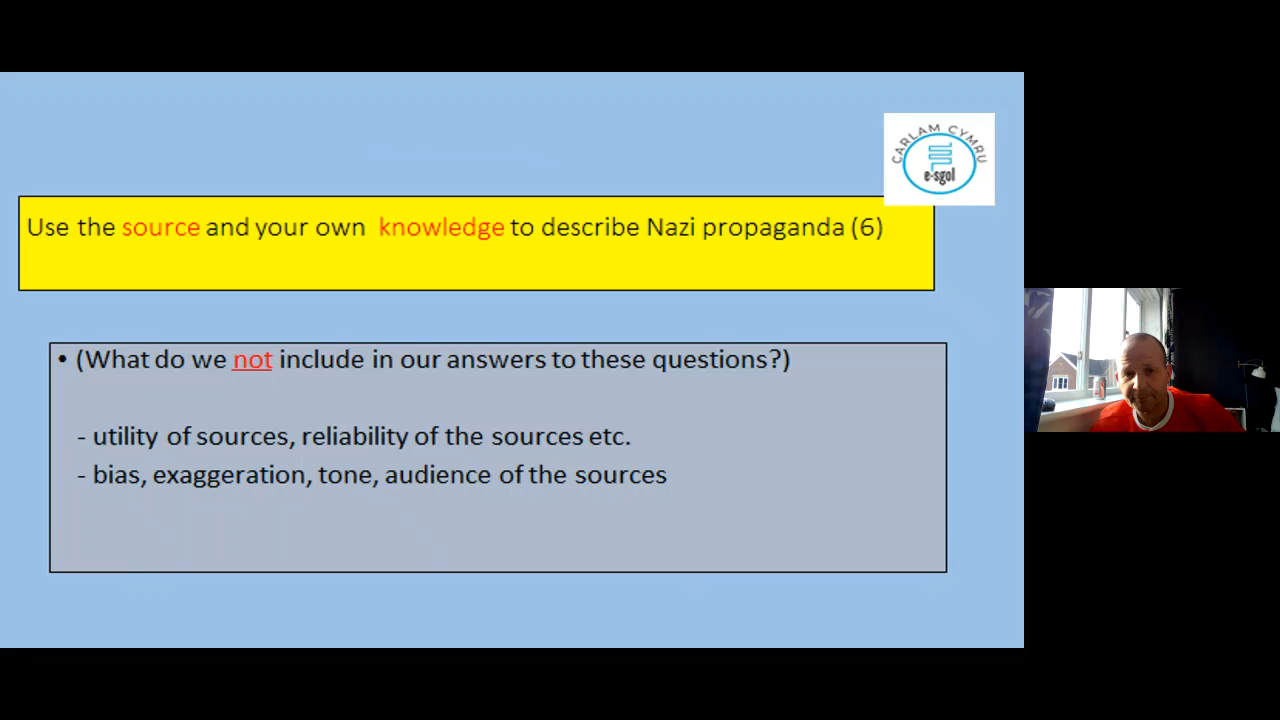 CARLAM CYMRU
e-sgol
Use the source and your own knowledge to describe Nazi propaganda (6)
• (What do we not include in our answers to these questions?)
- utility of sources, reliability of the sources etc.
- bias, exaggeration, tone, audience of the sources